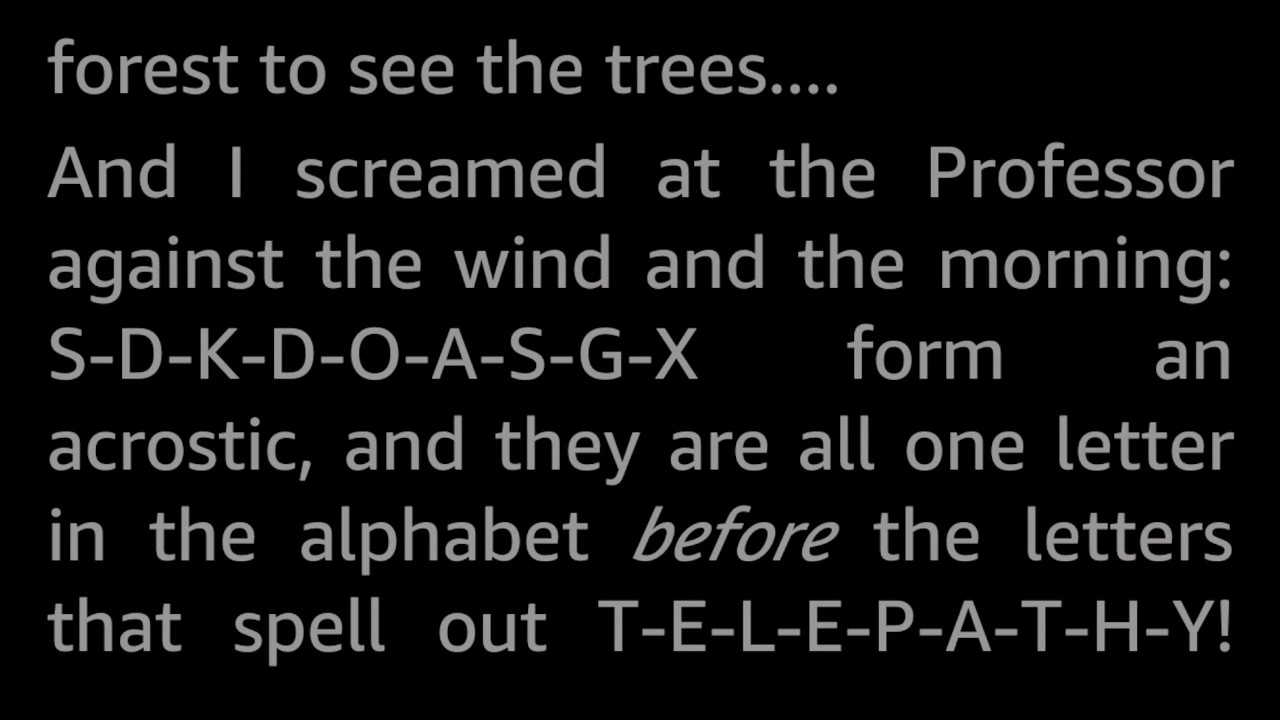 forest to see the trees....
And I screamed at the Professor
against the wind and the morning:
S-D-K-D-O-A-S-G-X form an
acrostic, and they are all one letter
in the alphabet before the letters
that spell out T-E-L-E-P-A-T-H-Y!